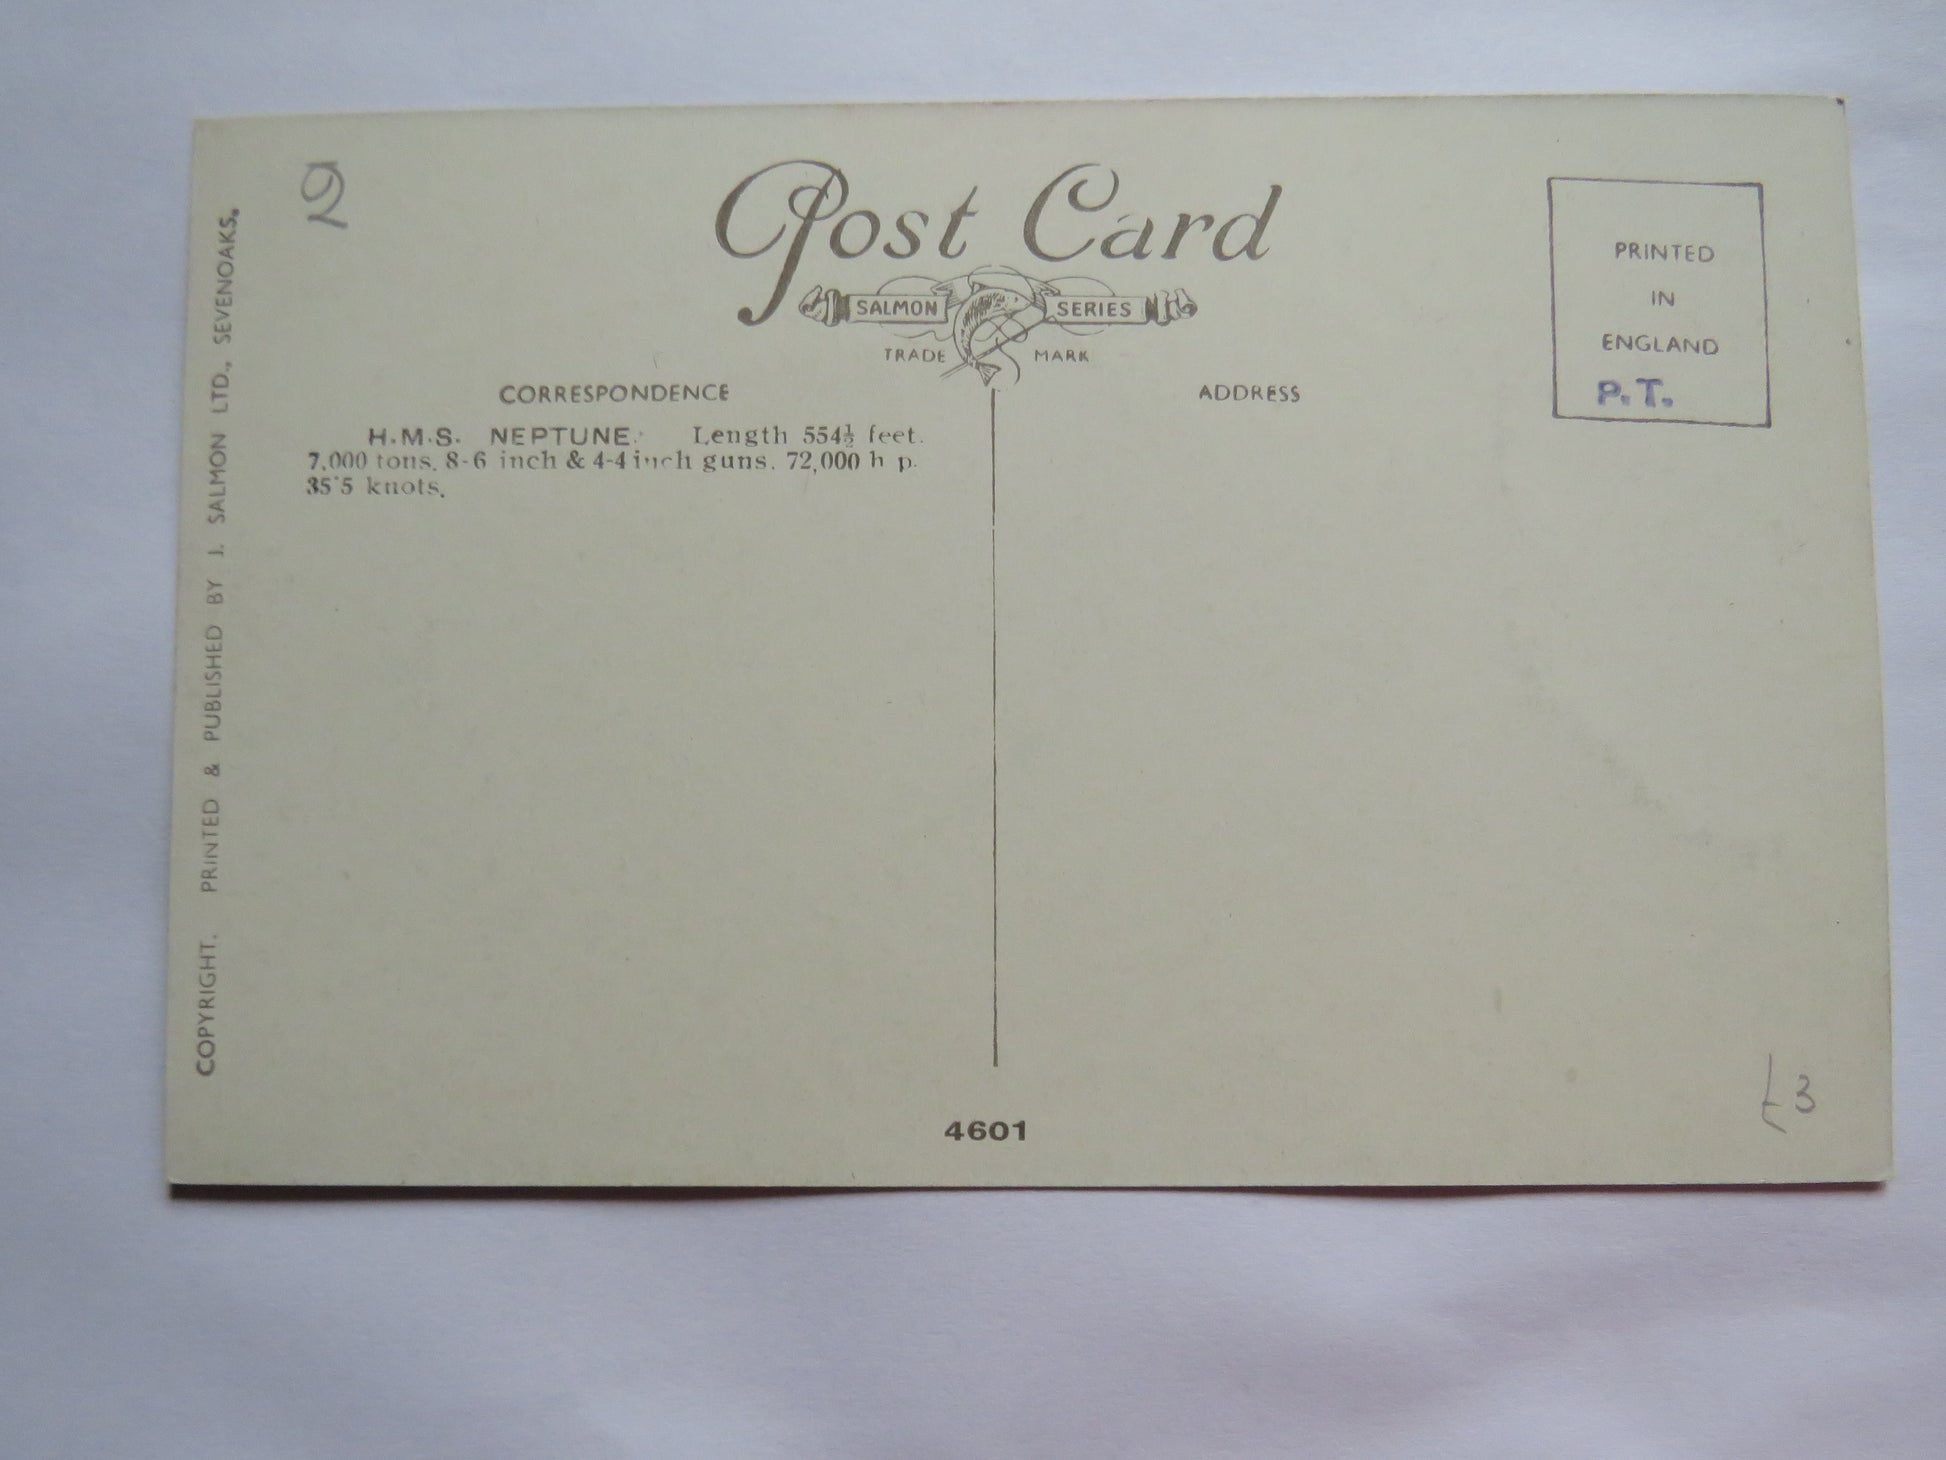 2
Post Card
SALMON SERIES
TRADE MARK
PRINTED
IN
ENGLAND
P.T.
CORRESPONDENCE
ADDRESS
H.M.S. NEPTUNE. Length 554½ feet.
7,000 tons. 8-6 inch & 4-4 inch guns. 72,000 h p.
35·5 knots.
COPYRIGHT. PRINTED & PUBLISHED BY J. SALMON LTD., SEVENOAKS.
4601
£3